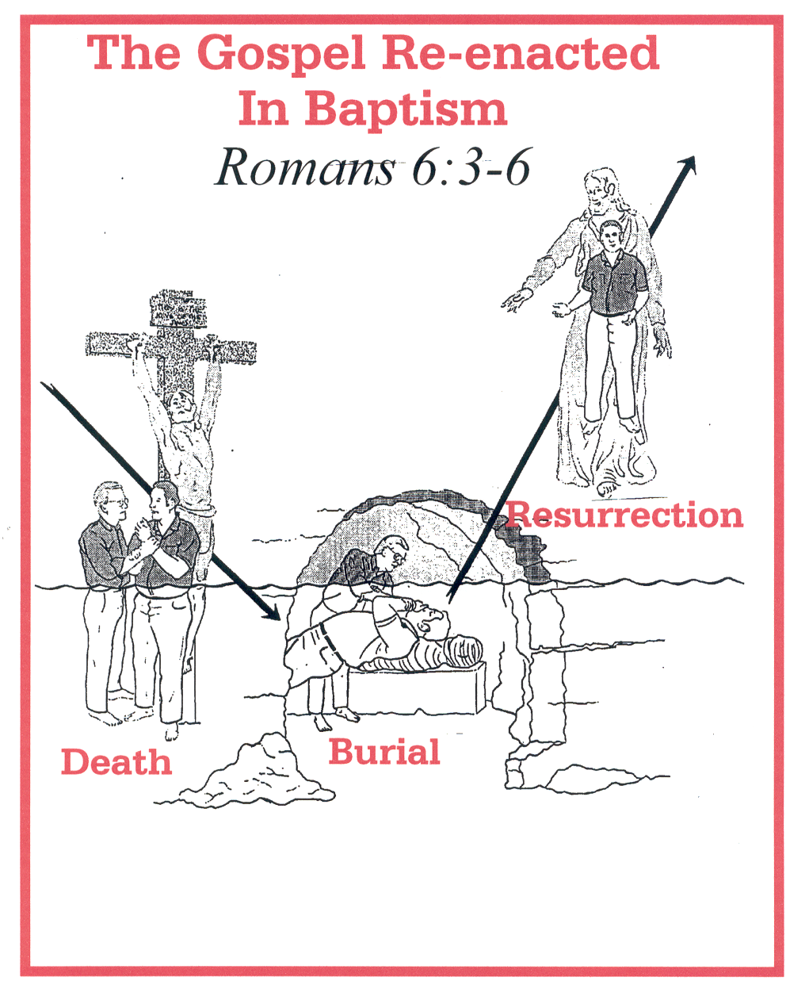 The Gospel Re-enacted
In Baptism
Romans 6:3-6
Resurrection
Death
Burial